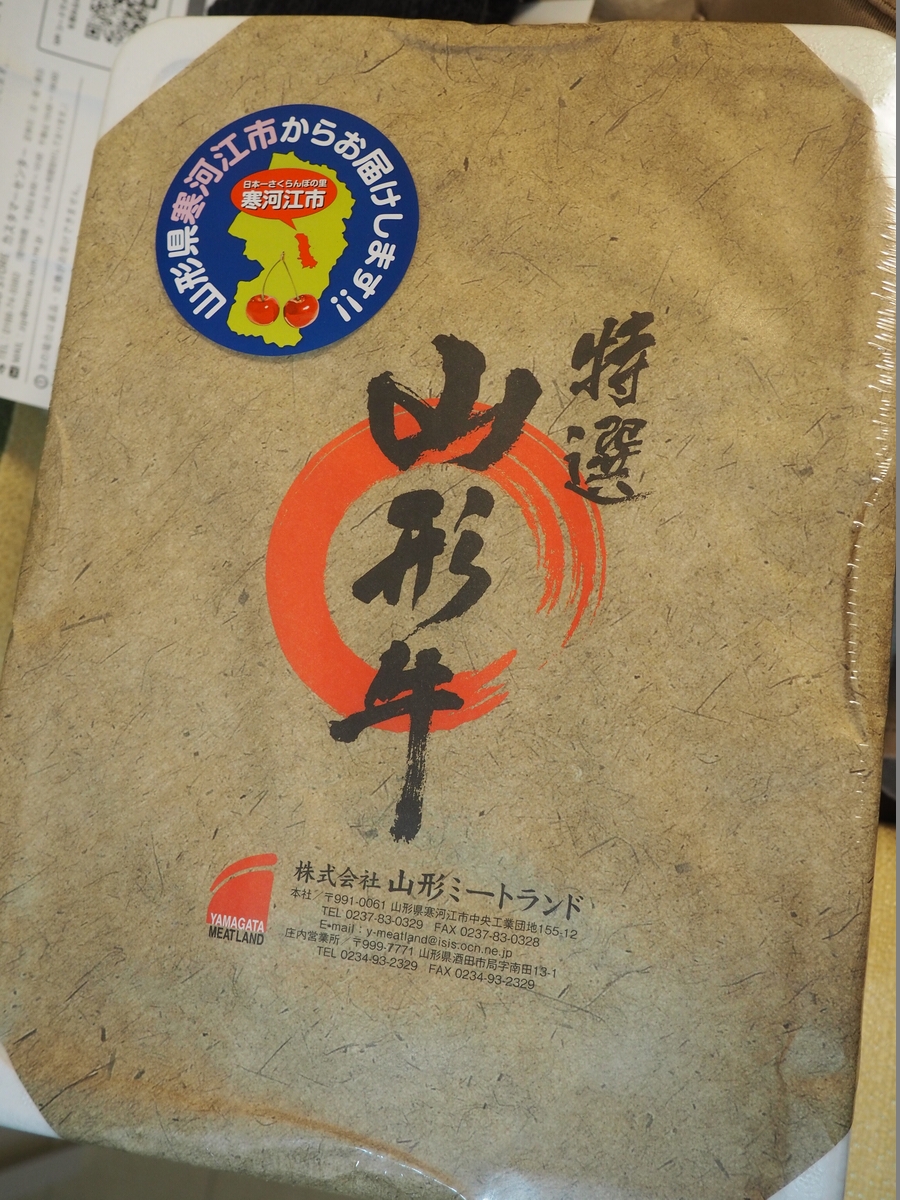 山形県寒河江市からお届けします!!
日本一さくらんぼの里
寒河江市
特選
山形牛
YAMAGATA
MEATLAND
株式会社 山形ミートランド
本社／〒991-0061 山形県寒河江市中央工業団地155-12
TEL 0237-83-0329 FAX 0237-83-0328
E-mail : y-meatland@isis.ocn.ne.jp
庄内営業所／〒999-7771 山形県酒田市局字南田13-1
TEL 0234-93-2329 FAX 0234-93-2329